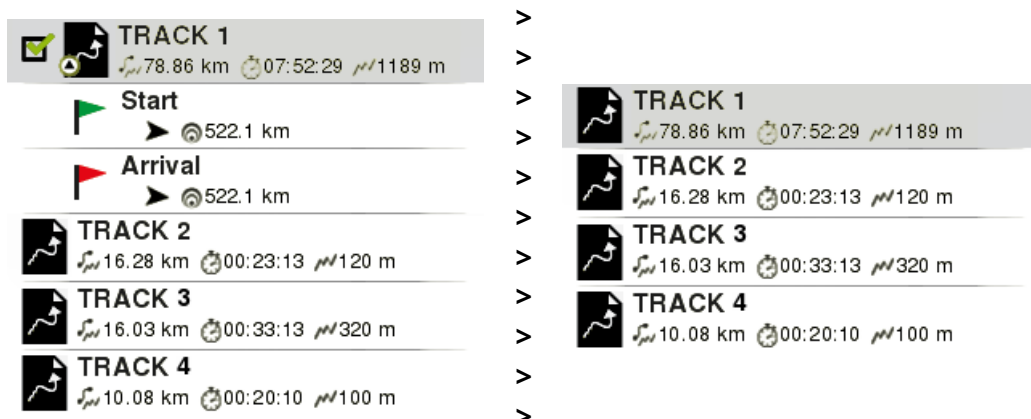 TRACK 1
78.86 km 07:52:29 1189 m
Start
522.1 km
Arrival
522.1 km
TRACK 2
16.28 km 00:23:13 120 m
TRACK 3
16.03 km 00:33:13 320 m
TRACK 4
10.08 km 00:20:10 100 m
>
>
>
>
>
>
>
>
>
>
>
TRACK 1
78.86 km 07:52:29 1189 m
TRACK 2
16.28 km 00:23:13 120 m
TRACK 3
16.03 km 00:33:13 320 m
TRACK 4
10.08 km 00:20:10 100 m